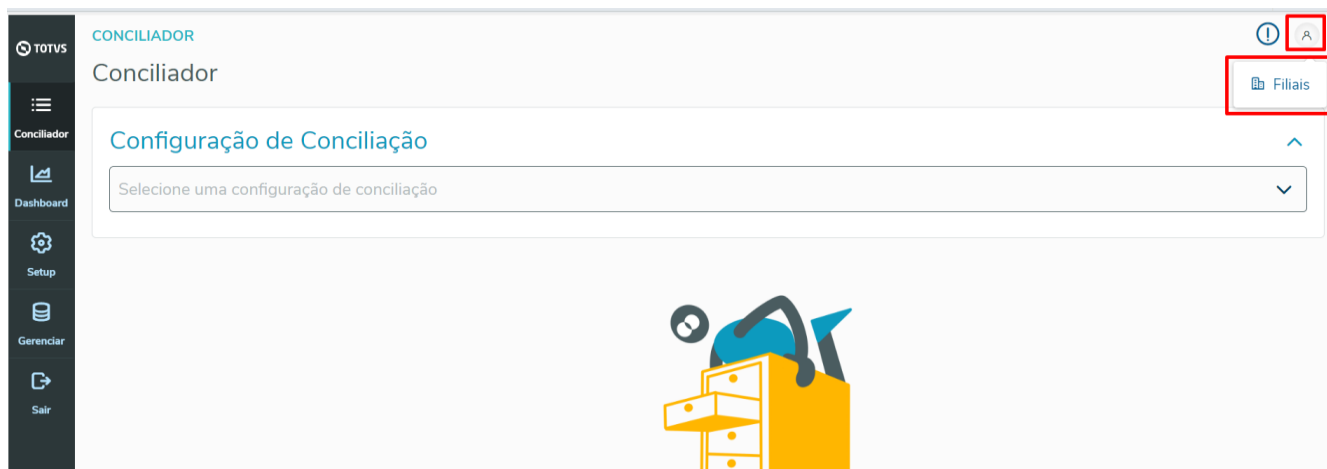 TOTVS
CONCILIADOR
Conciliador
Filiais
Conciliador
Configuração de Conciliação
Selecione uma configuração de conciliação
Dashboard
Setup
Gerenciar
Sair